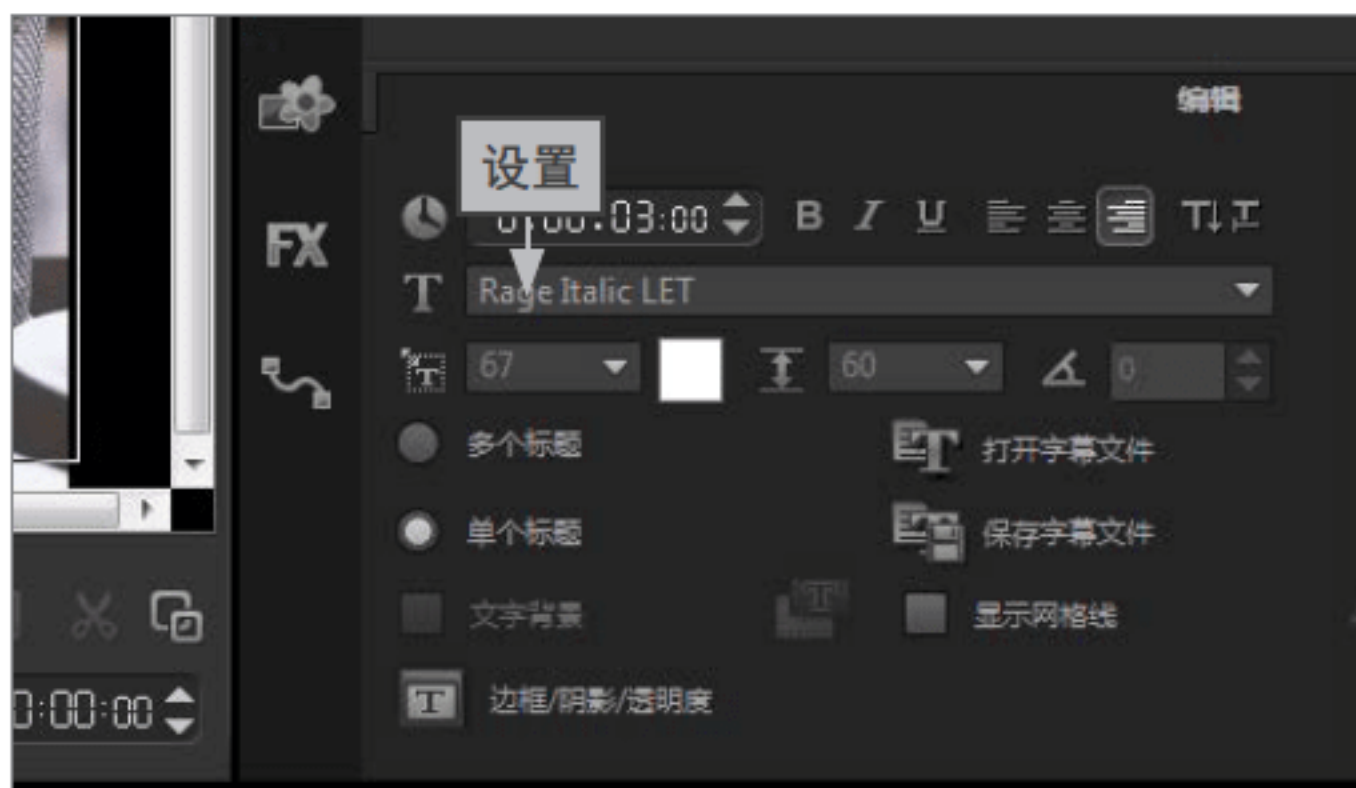 编辑
设置
FX
:03:00 B I U
Rage Italic LET
67 60 0
多个标题 打开字幕文件
单个标题 保存字幕文件
文字背景 显示网格线
边框/阴影/透明度
0:00:00